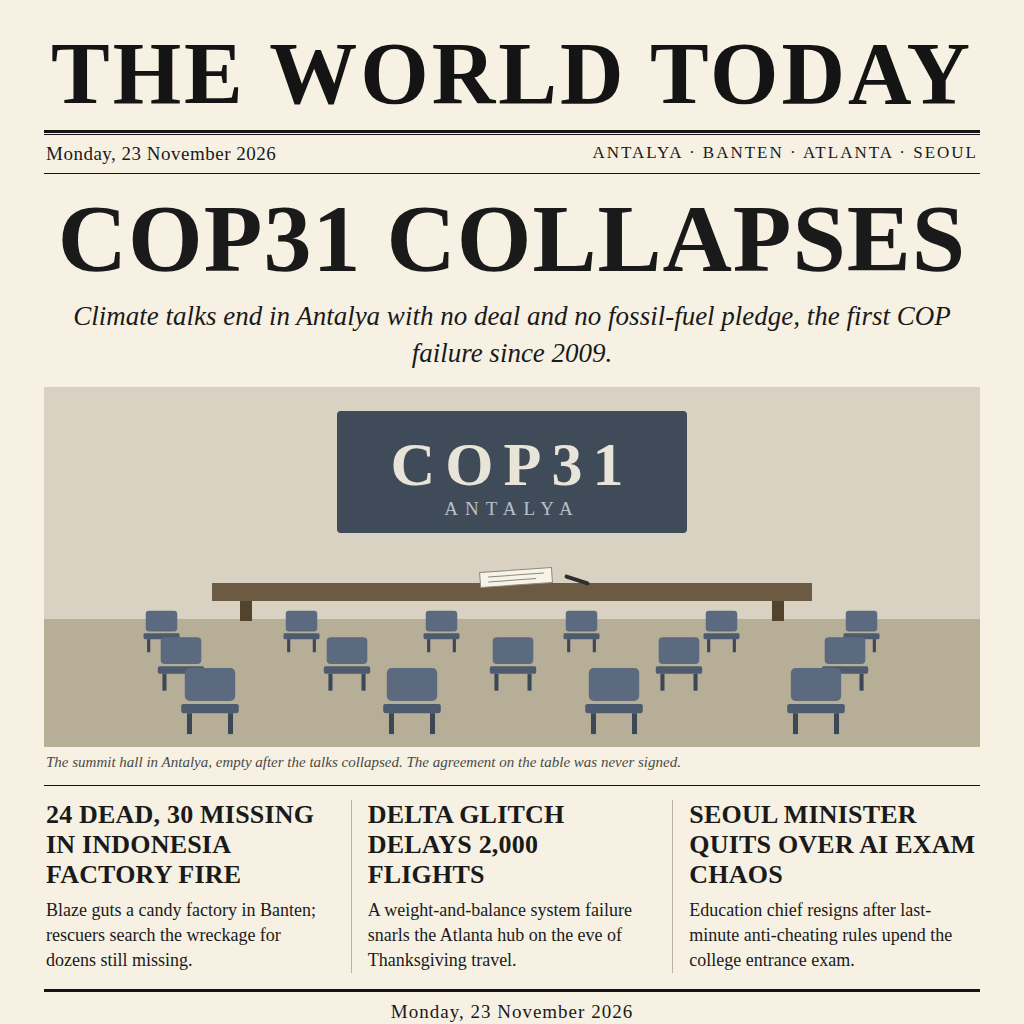 THE WORLD TODAY
Monday, 23 November 2026
ANTALYA · BANTEN · ATLANTA · SEOUL
COP31 COLLAPSES
Climate talks end in Antalya with no deal and no fossil-fuel pledge, the first COP
failure since 2009.
COP31
ANTALYA
The summit hall in Antalya, empty after the talks collapsed. The agreement on the table was never signed.
24 DEAD, 30 MISSING
IN INDONESIA
FACTORY FIRE
Blaze guts a candy factory in Banten;
rescuers search the wreckage for
dozens still missing.
DELTA GLITCH
DELAYS 2,000
FLIGHTS
A weight-and-balance system failure
snarls the Atlanta hub on the eve of
Thanksgiving travel.
SEOUL MINISTER
QUITS OVER AI EXAM
CHAOS
Education chief resigns after last-
minute anti-cheating rules upend the
college entrance exam.
Monday, 23 November 2026